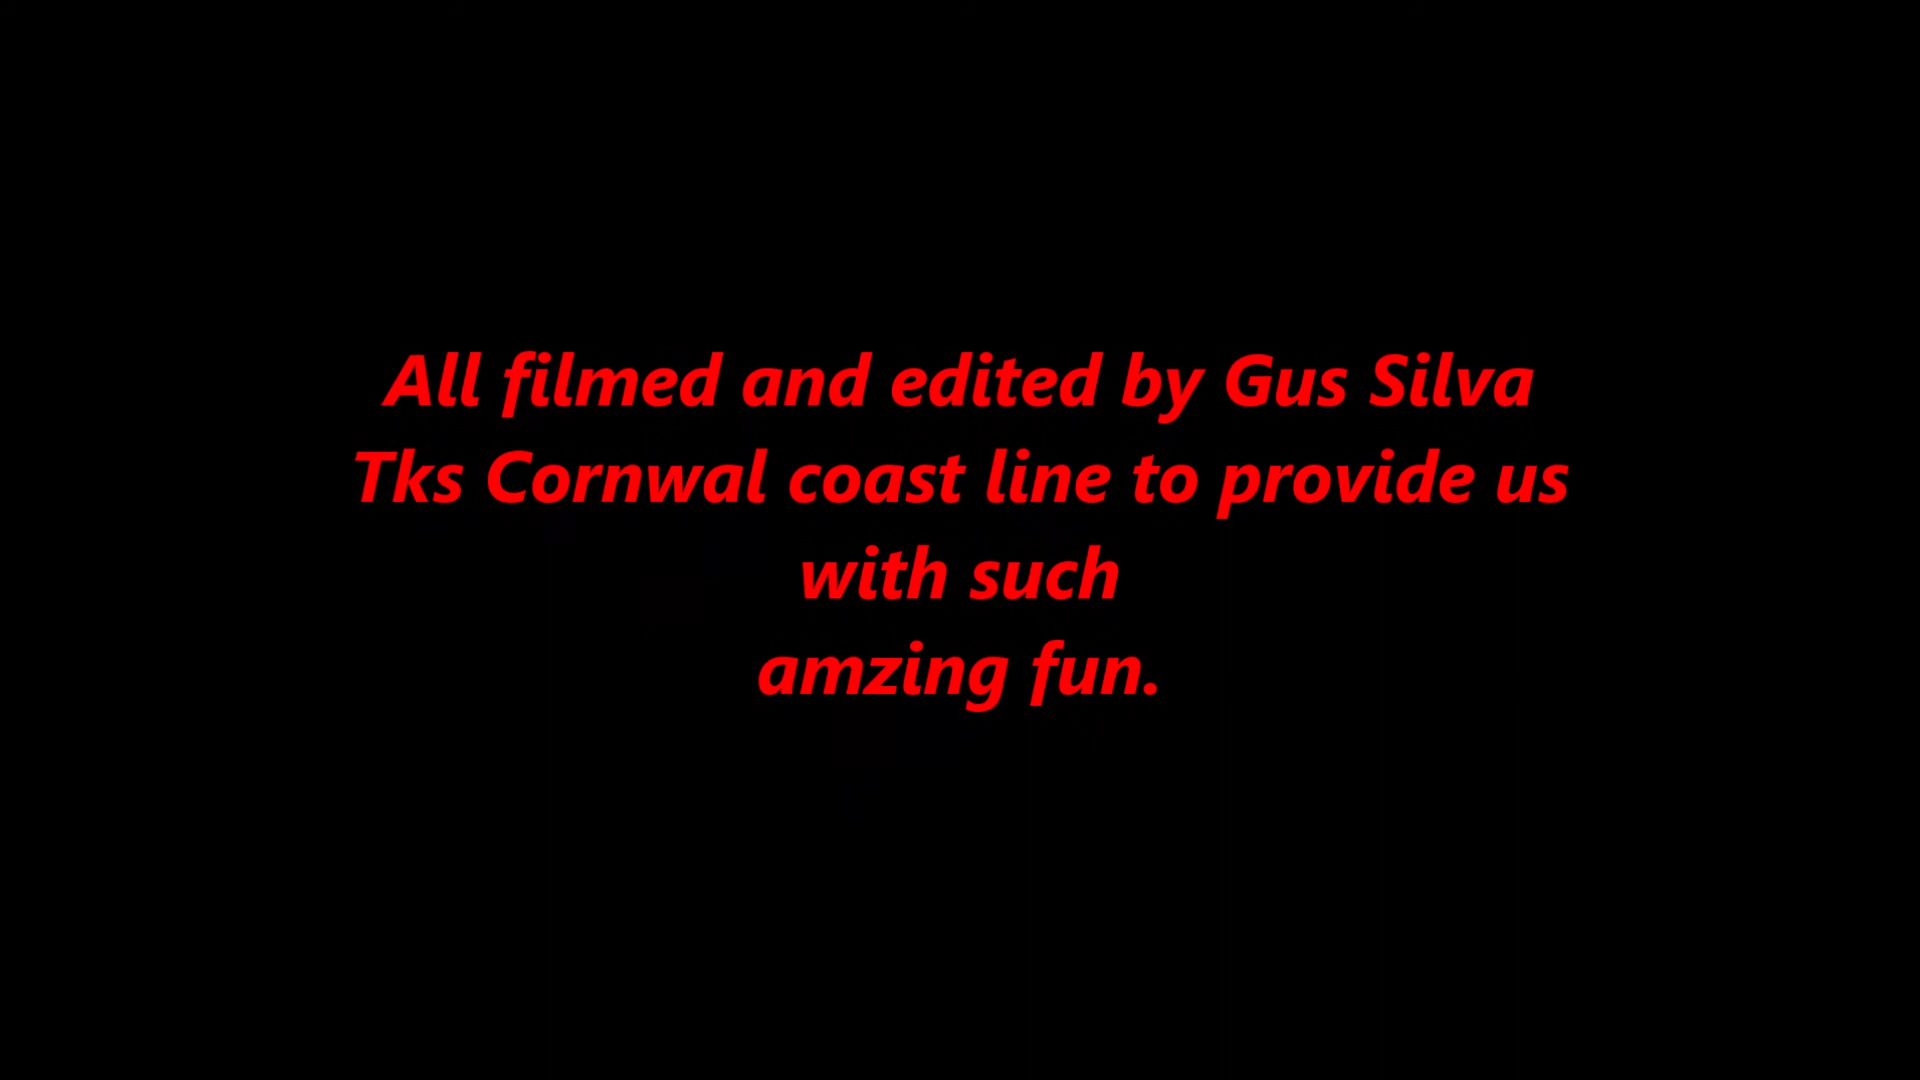 All filmed and edited by Gus Silva
Tks Cornwal coast line to provide us
with such
amzing fun.